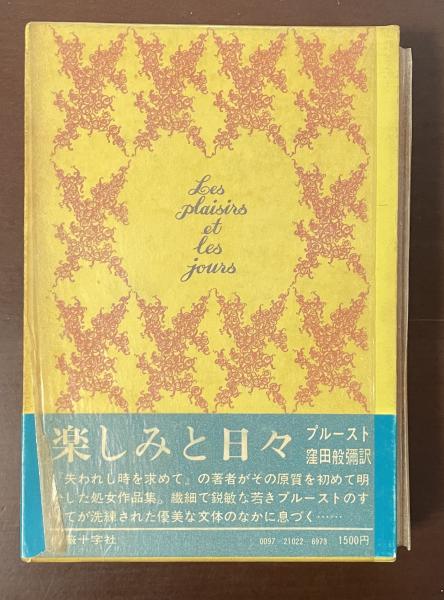 Les
plaisirs
et
les
jours
楽しみと日々
プルースト
窪田般彌訳
『失われし時を求めて』の著者がその原質を初めて明
した処女作品集。繊細で鋭敏な若きプルーストのす
てが洗練された優美な文体のなかに息づく……
薔十字社
0097-21022-6973
1500円